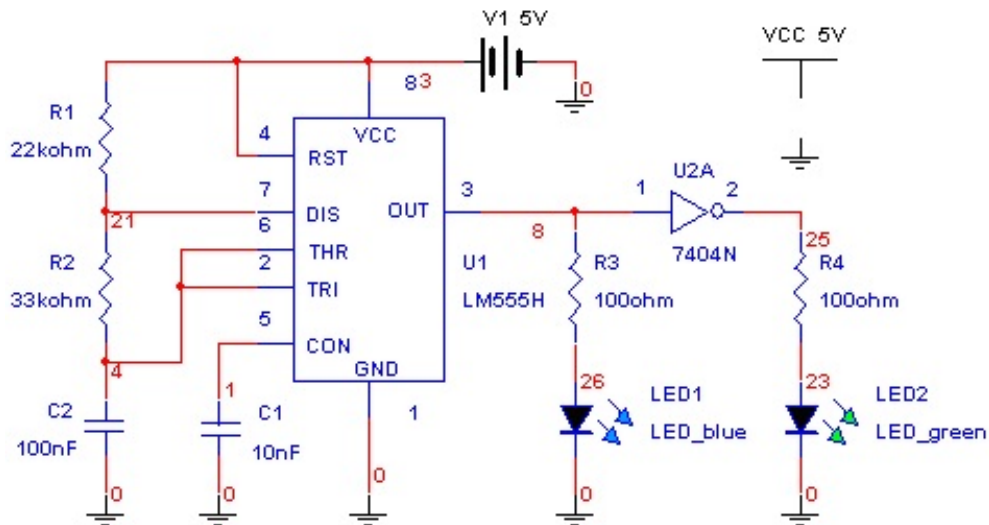 V1 5V
VCC 5V
83
0
R1
22kohm
4
VCC
RST
U2A
7
DIS
OUT
3
1
2
21
6
THR
8
7404N
25
R2
33kohm
2
TRI
U1
LM555H
R3
100ohm
R4
100ohm
5
CON
4
GND
1
1
26
23
C2
100nF
C1
10nF
LED1
LED_blue
LED2
LED_green
0
0
0
0
0